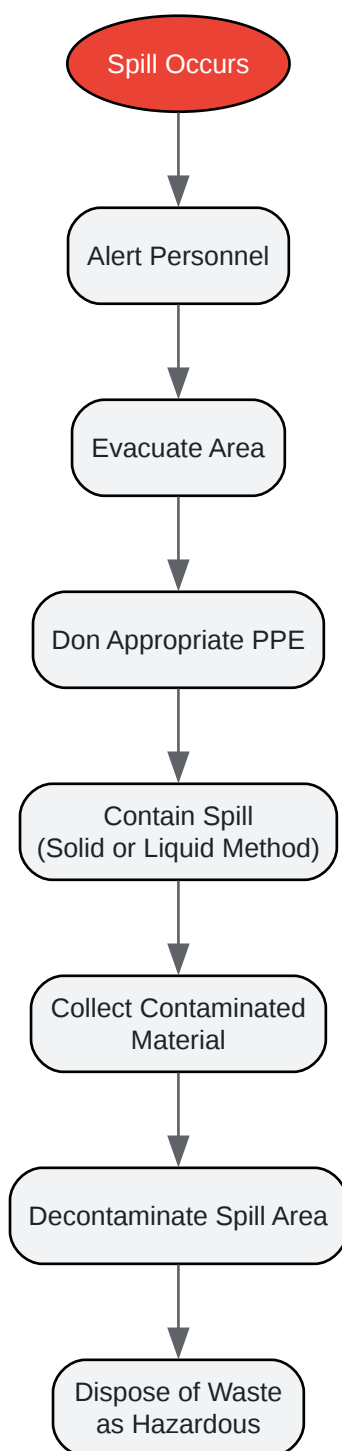 Spill Occurs
Alert Personnel
Evacuate Area
Don Appropriate PPE
Contain Spill
(Solid or Liquid Method)
Collect Contaminated
Material
Decontaminate Spill Area
Dispose of Waste
as Hazardous